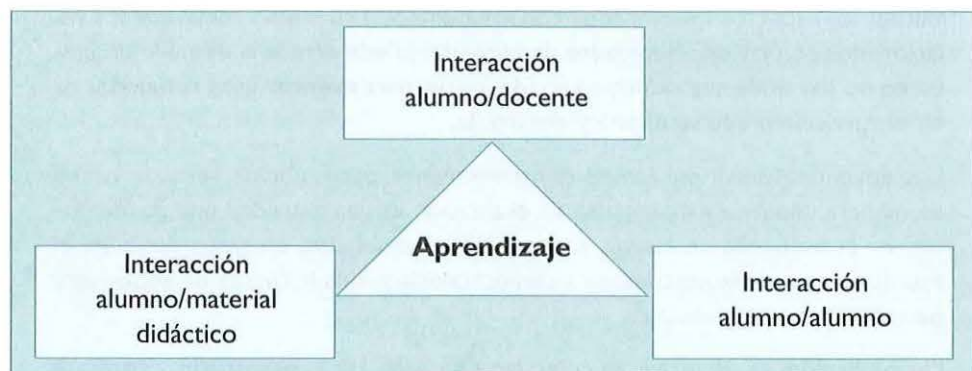 Interacción
alumno/docente
Aprendizaje
Interacción
alumno/material
didáctico
Interacción
alumno/alumno